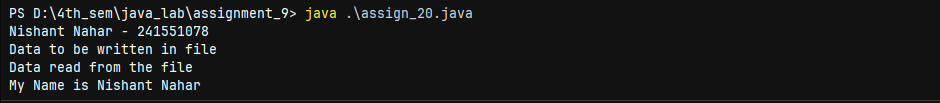 PS D:\4th_sem\java_lab\assignment_9> java .\assign_20.java
Nishant Nahar - 241551078
Data to be written in file
Data read from the file
My Name is Nishant Nahar